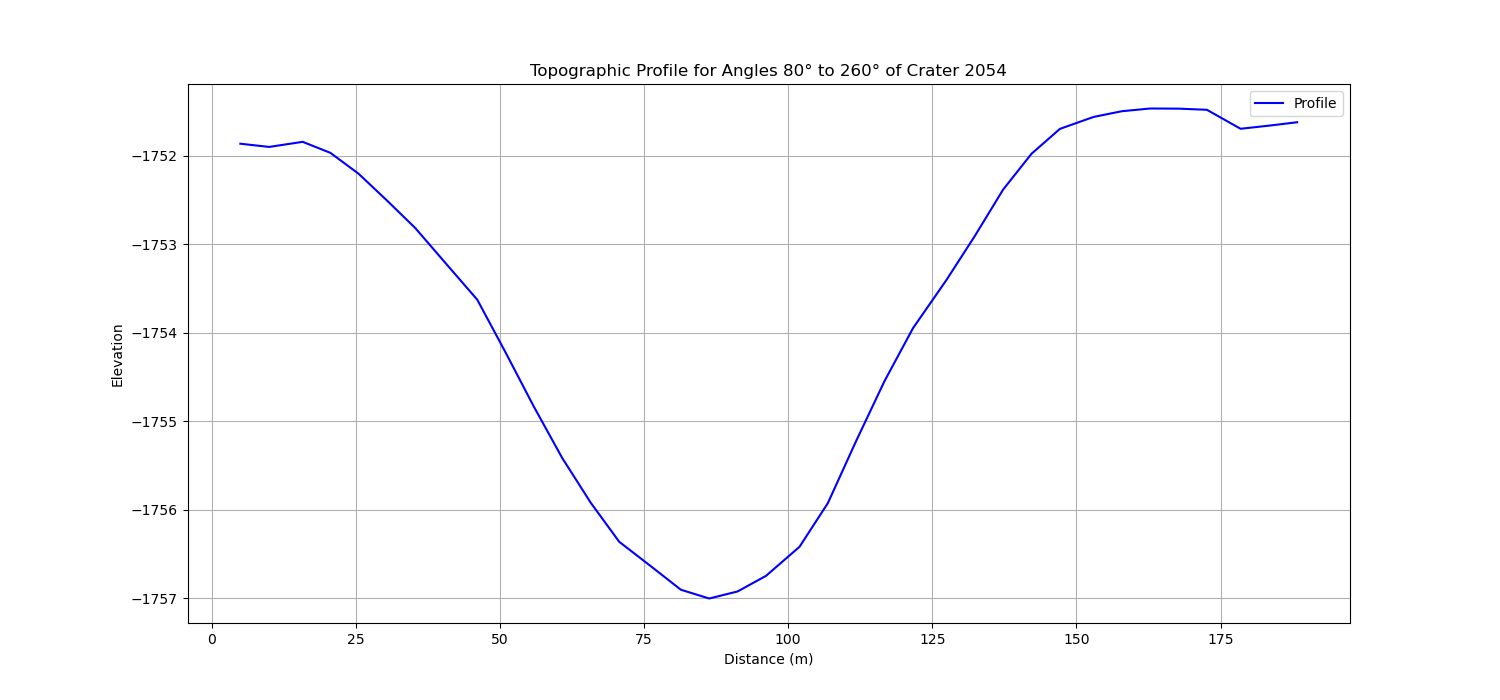 Topographic Profile for Angles 80° to 260° of Crater 2054
Profile
−1752
−1753
−1754
−1755
−1756
−1757
Elevation
0 25 50 75 100 125 150 175
Distance (m)